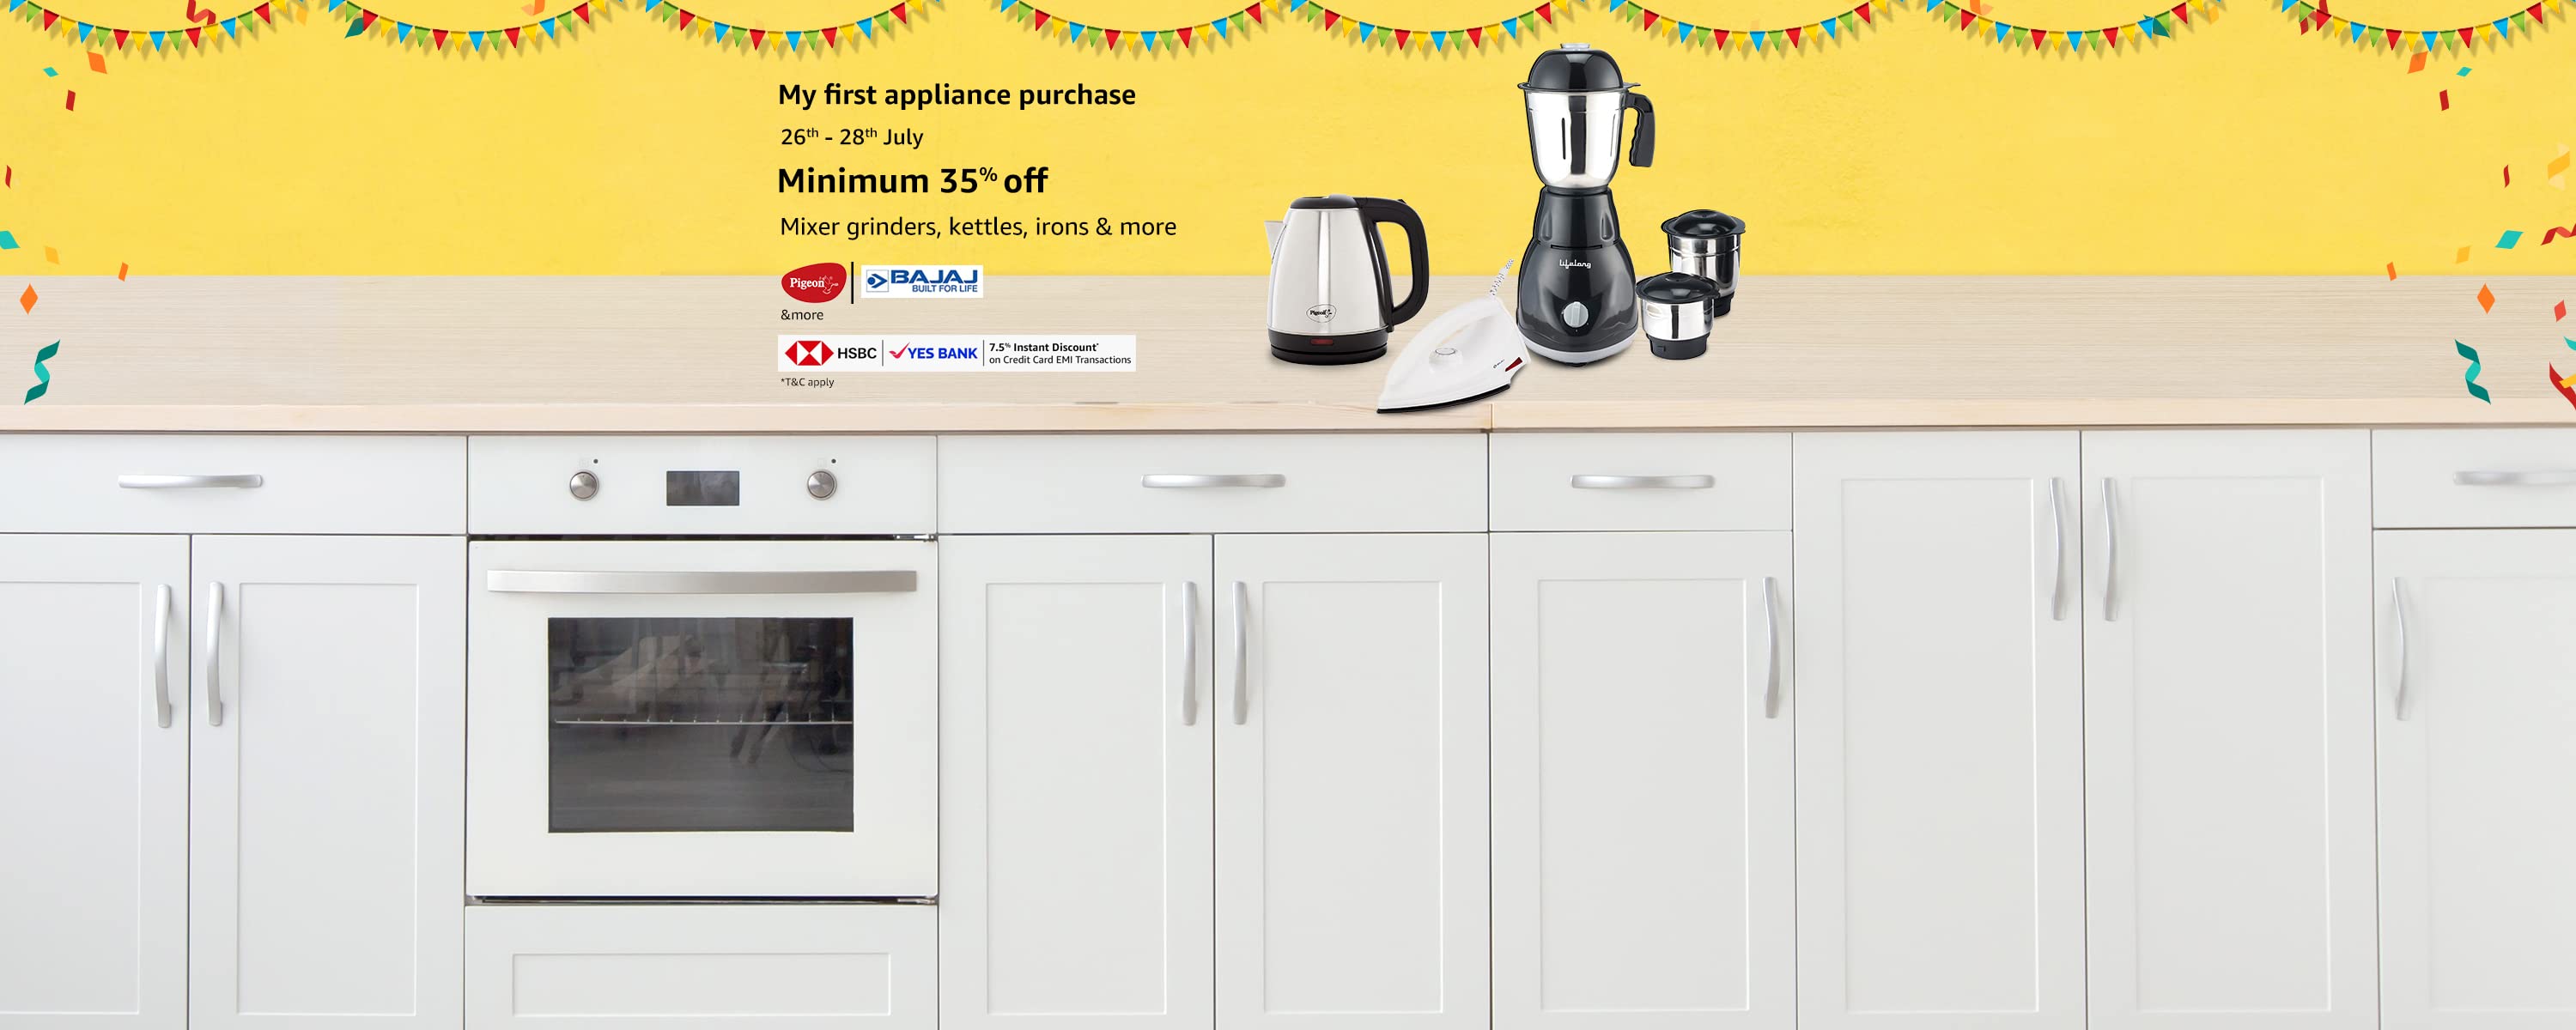 My first appliance purchase
26th - 28th July
Minimum 35% off
Mixer grinders, kettles, irons & more
Pigeon BAJAJ
BUILT FOR LIFE
&more
HSBC YES BANK 7.5% Instant Discount*
on Credit Card EMI Transactions
*T&C apply
Pigeon
Lifelong